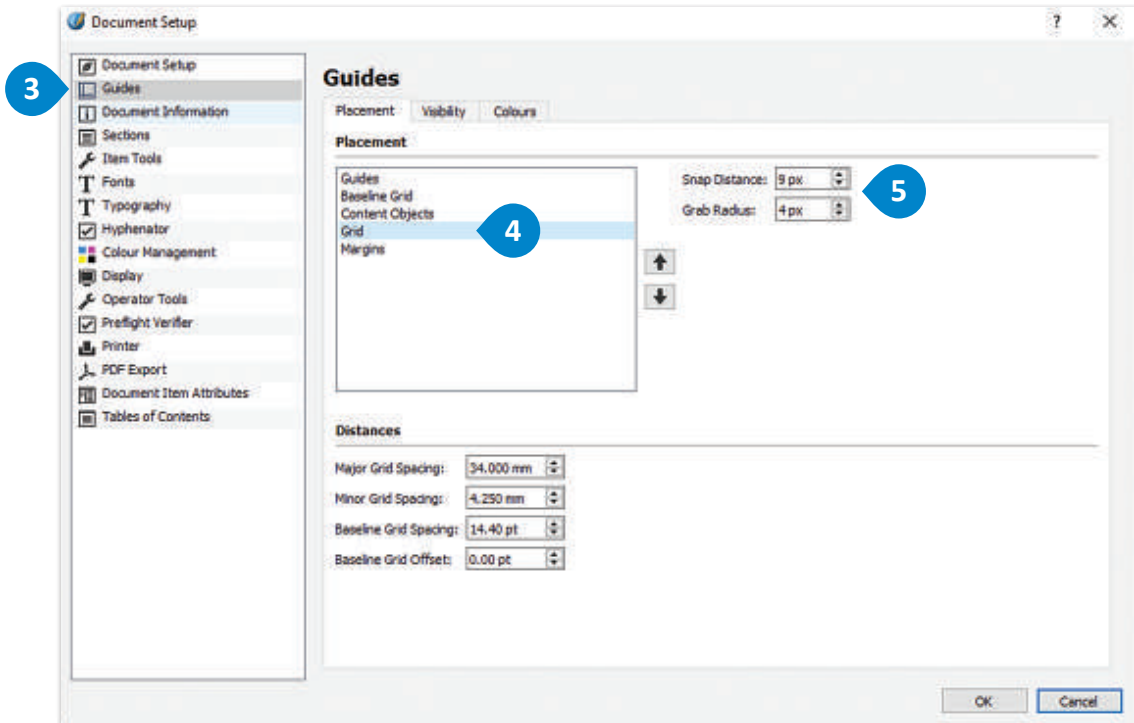 Document Setup
?
3
Document Setup
Guides
Document Information
Sections
Item Tools
Fonts
Typography
Hyphenator
Colour Management
Display
Operator Tools
Preflight Verifier
Printer
PDF Export
Document Item Attributes
Tables of Contents
Guides
Placement Visibility Colours
Placement
Guides
Baseline Grid
Content Objects
Grid
Margins
4
Snap Distance: 9 px
Grab Radius: 4 px
5
Distances
Major Grid Spacing: 34.000 mm
Minor Grid Spacing: 4.250 mm
Baseline Grid Spacing: 14.40 pt
Baseline Grid Offset: 0.00 pt
OK Cancel